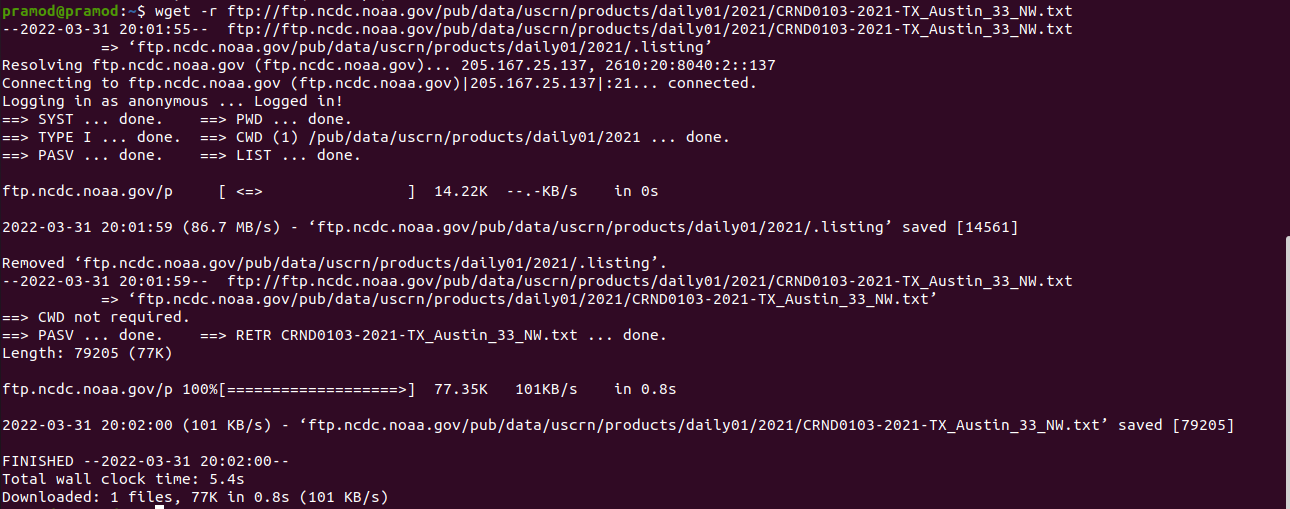 pramod@pramod:~$ wget -r ftp://ftp.ncdc.noaa.gov/pub/data/uscrn/products/daily01/2021/CRND0103-2021-TX_Austin_33_NW.txt
--2022-03-31 20:01:55--  ftp://ftp.ncdc.noaa.gov/pub/data/uscrn/products/daily01/2021/CRND0103-2021-TX_Austin_33_NW.txt
           => ‘ftp.ncdc.noaa.gov/pub/data/uscrn/products/daily01/2021/.listing’
Resolving ftp.ncdc.noaa.gov (ftp.ncdc.noaa.gov)... 205.167.25.137, 2610:20:8040:2::137
Connecting to ftp.ncdc.noaa.gov (ftp.ncdc.noaa.gov)|205.167.25.137|:21... connected.
Logging in as anonymous ... Logged in!
==> SYST ... done.    ==> PWD ... done.
==> TYPE I ... done.  ==> CWD (1) /pub/data/uscrn/products/daily01/2021 ... done.
==> PASV ... done.    ==> LIST ... done.
ftp.ncdc.noaa.gov/p     [ <=>                ]  14.22K  --.-KB/s    in 0s
2022-03-31 20:01:59 (86.7 MB/s) - ‘ftp.ncdc.noaa.gov/pub/data/uscrn/products/daily01/2021/.listing’ saved [14561]
Removed ‘ftp.ncdc.noaa.gov/pub/data/uscrn/products/daily01/2021/.listing’.
--2022-03-31 20:01:59--  ftp://ftp.ncdc.noaa.gov/pub/data/uscrn/products/daily01/2021/CRND0103-2021-TX_Austin_33_NW.txt
           => ‘ftp.ncdc.noaa.gov/pub/data/uscrn/products/daily01/2021/CRND0103-2021-TX_Austin_33_NW.txt’
==> CWD not required.
==> PASV ... done.    ==> RETR CRND0103-2021-TX_Austin_33_NW.txt ... done.
Length: 79205 (77K)
ftp.ncdc.noaa.gov/p 100%[===================>]  77.35K   101KB/s    in 0.8s
2022-03-31 20:02:00 (101 KB/s) - ‘ftp.ncdc.noaa.gov/pub/data/uscrn/products/daily01/2021/CRND0103-2021-TX_Austin_33_NW.txt’ saved [79205]
FINISHED --2022-03-31 20:02:00--
Total wall clock time: 5.4s
Downloaded: 1 files, 77K in 0.8s (101 KB/s)